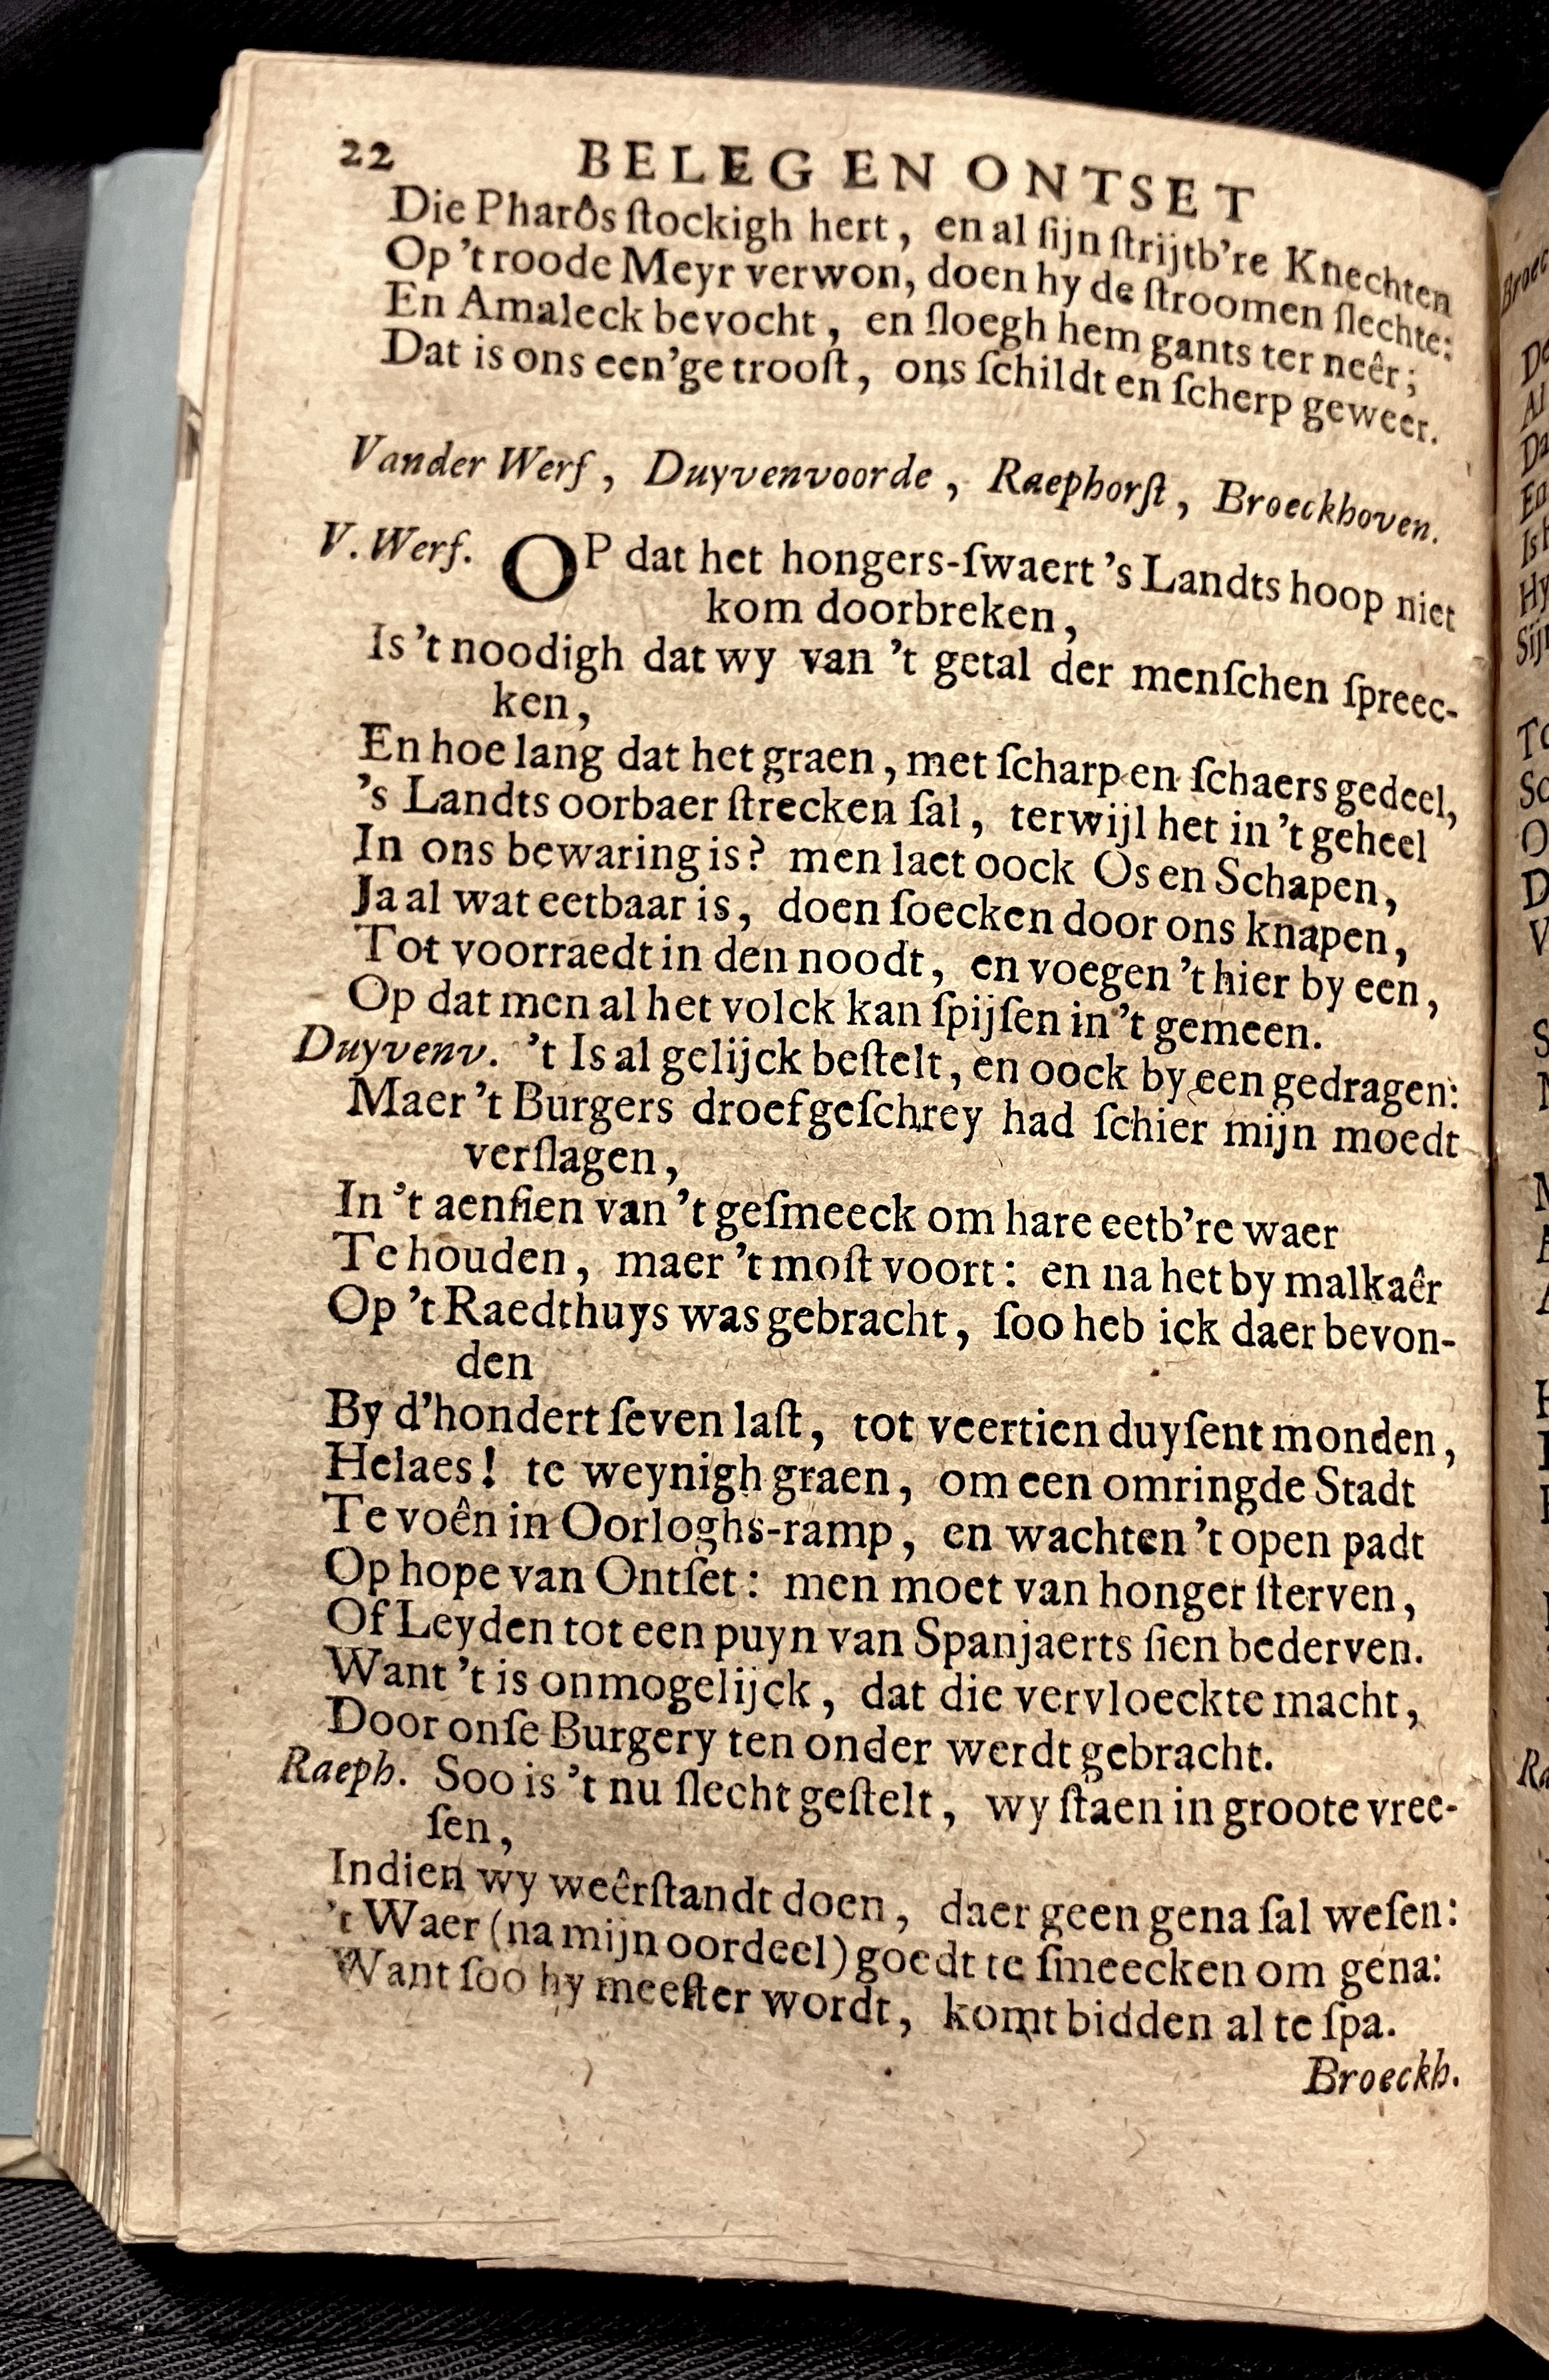 22 BELEG EN ONTSET
Die Pharôs ſtockigh hert, en al ſijn ſtrijtb're Knechten
Op 't roode Meyr verwon, doen hy de ſtroomen ſlechte:
En Amaleck bevocht, en ſloegh hem gants ter neêr;
Dat is ons een'ge trooſt, ons ſchildt en ſcherp geweer.
Vander Werf, Duyvenvoorde, Raephorſt, Broeckhoven.
V. Werf. OP dat het hongers-ſwaert 's Landts hoop niet
kom doorbreken,
Is 't noodigh dat wy van 't getal der menſchen ſpreec-
ken,
En hoe lang dat het graen, met ſcharp en ſchaers gedeel,
's Landts oorbaer ſtrecken ſal, terwijl het in 't geheel
In ons bewaring is? men laet oock Os en Schapen,
Ja al wat eetbaar is, doen ſoecken door ons knapen,
Tot voorraedt in den noodt, en voegen 't hier by een,
Op dat men al het volck kan ſpijſen in 't gemeen.
Duyvenv. 't Is al gelijck beſtelt, en oock by een gedragen:
Maer 't Burgers droef geſchrey had ſchier mijn moedt
verſlagen,
In 't aenſien van 't geſmeeck om hare eetb're waer
Te houden, maer 't moſt voort: en na het by malkaêr
Op 't Raedthuys was gebracht, ſoo heb ick daer bevon-
den
By d'hondert ſeven laſt, tot veertien duyſent monden,
Helaes! te weynigh graen, om een omringde Stadt
Te voên in Oorloghs-ramp, en wachten 't open padt
Op hope van Ontſet: men moet van honger ſterven,
Of Leyden tot een puyn van Spanjaerts ſien bederven.
Want 't is onmogelijck, dat die vervloeckte macht,
Door onſe Burgery ten onder werdt gebracht.
Raeph. Soo is 't nu ſlecht geſtelt, wy ſtaen in groote vree-
ſen,
Indien wy weêrſtandt doen, daer geen gena ſal weſen:
't Waer (na mijn oordeel) goedt te ſmeecken om gena:
Want ſoo hy meeſter wordt, komt bidden al te ſpa.
Broeckh.